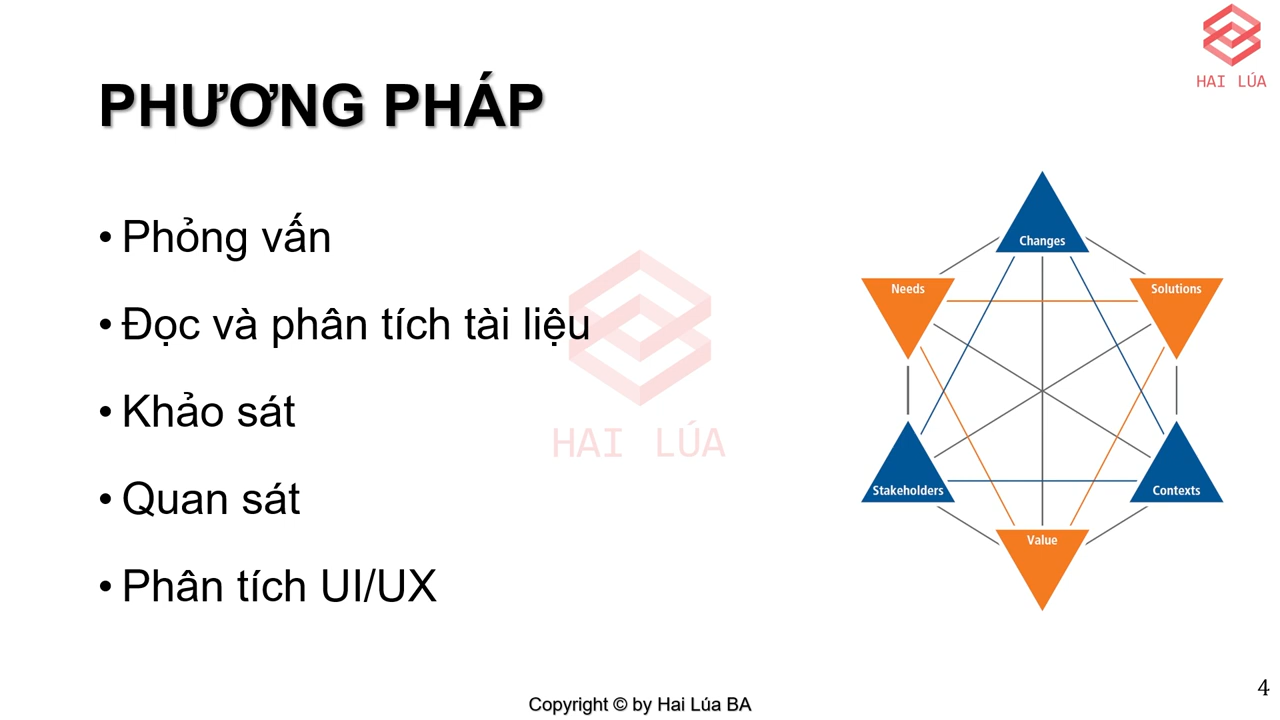 HAI LÚA
PHƯƠNG PHÁP
• Phỏng vấn
• Đọc và phân tích tài liệu
• Khảo sát
• Quan sát
• Phân tích UI/UX
HAI LÚA
Changes
Needs
Solutions
Stakeholders
Contexts
Value
Copyright © by Hai Lúa BA
4